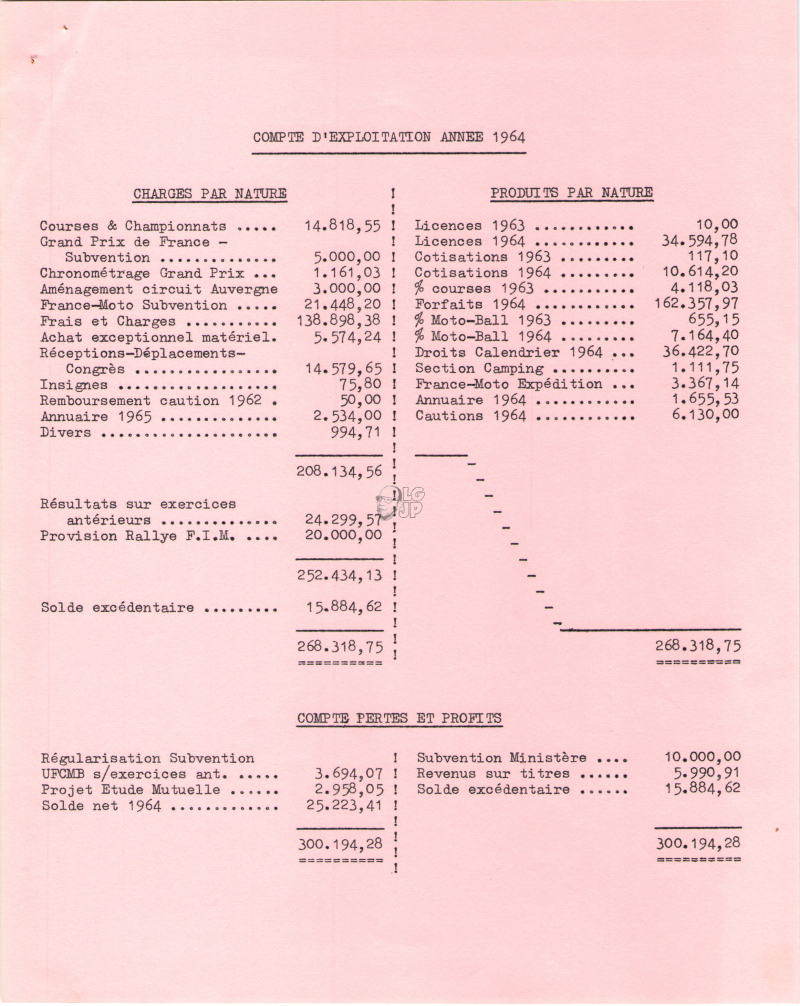 COMPTE D'EXPLOITATION ANNEE 1964
CHARGES PAR NATURE
Courses & Championnats ..... 14.818,55
Grand Prix de France -
Subvention .............. 5.000,00
Chronométrage Grand Prix ... 1.161,03
Aménagement circuit Auvergne 3.000,00
France-Moto Subvention ..... 21.448,20
Frais et Charges ........... 138.898,38
Achat exceptionnel matériel. 5.574,24
Réceptions-Déplacements-
Congrès ................. 14.579,65
Insignes ................... 75,80
Remboursement caution 1962 . 50,00
Annuaire 1965 .............. 2.534,00
Divers ..................... 994,71
208.134,56
Résultats sur exercices
antérieurs .............. 24.299,57
Provision Rallye F.I.M. .... 20.000,00
252.434,13
Solde excédentaire ......... 15.884,62
268.318,75
==========
PRODUITS PAR NATURE
Licences 1963 ............ 10,00
Licences 1964 ............ 34.594,78
Cotisations 1963 ......... 117,10
Cotisations 1964 ......... 10.614,20
% courses 1963 ........... 4.118,03
Forfaits 1964 ............ 162.357,97
% Moto-Ball 1963 ......... 655,15
% Moto-Ball 1964 ......... 7.164,40
Droits Calendrier 1964 ... 36.422,70
Section Camping .......... 1.111,75
France-Moto Expédition ... 3.367,14
Annuaire 1964 ............ 1.655,53
Cautions 1964 ............ 6.130,00
268.318,75
==========
LG
JP
COMPTE PERTES ET PROFITS
Régularisation Subvention
UFCMB s/exercices ant. ..... 3.694,07
Projet Etude Mutuelle ...... 2.958,05
Solde net 1964 ............. 25.223,41
300.194,28
==========
Subvention Ministère .... 10.000,00
Revenus sur titres ...... 5.990,91
Solde excédentaire ...... 15.884,62
300.194,28
==========